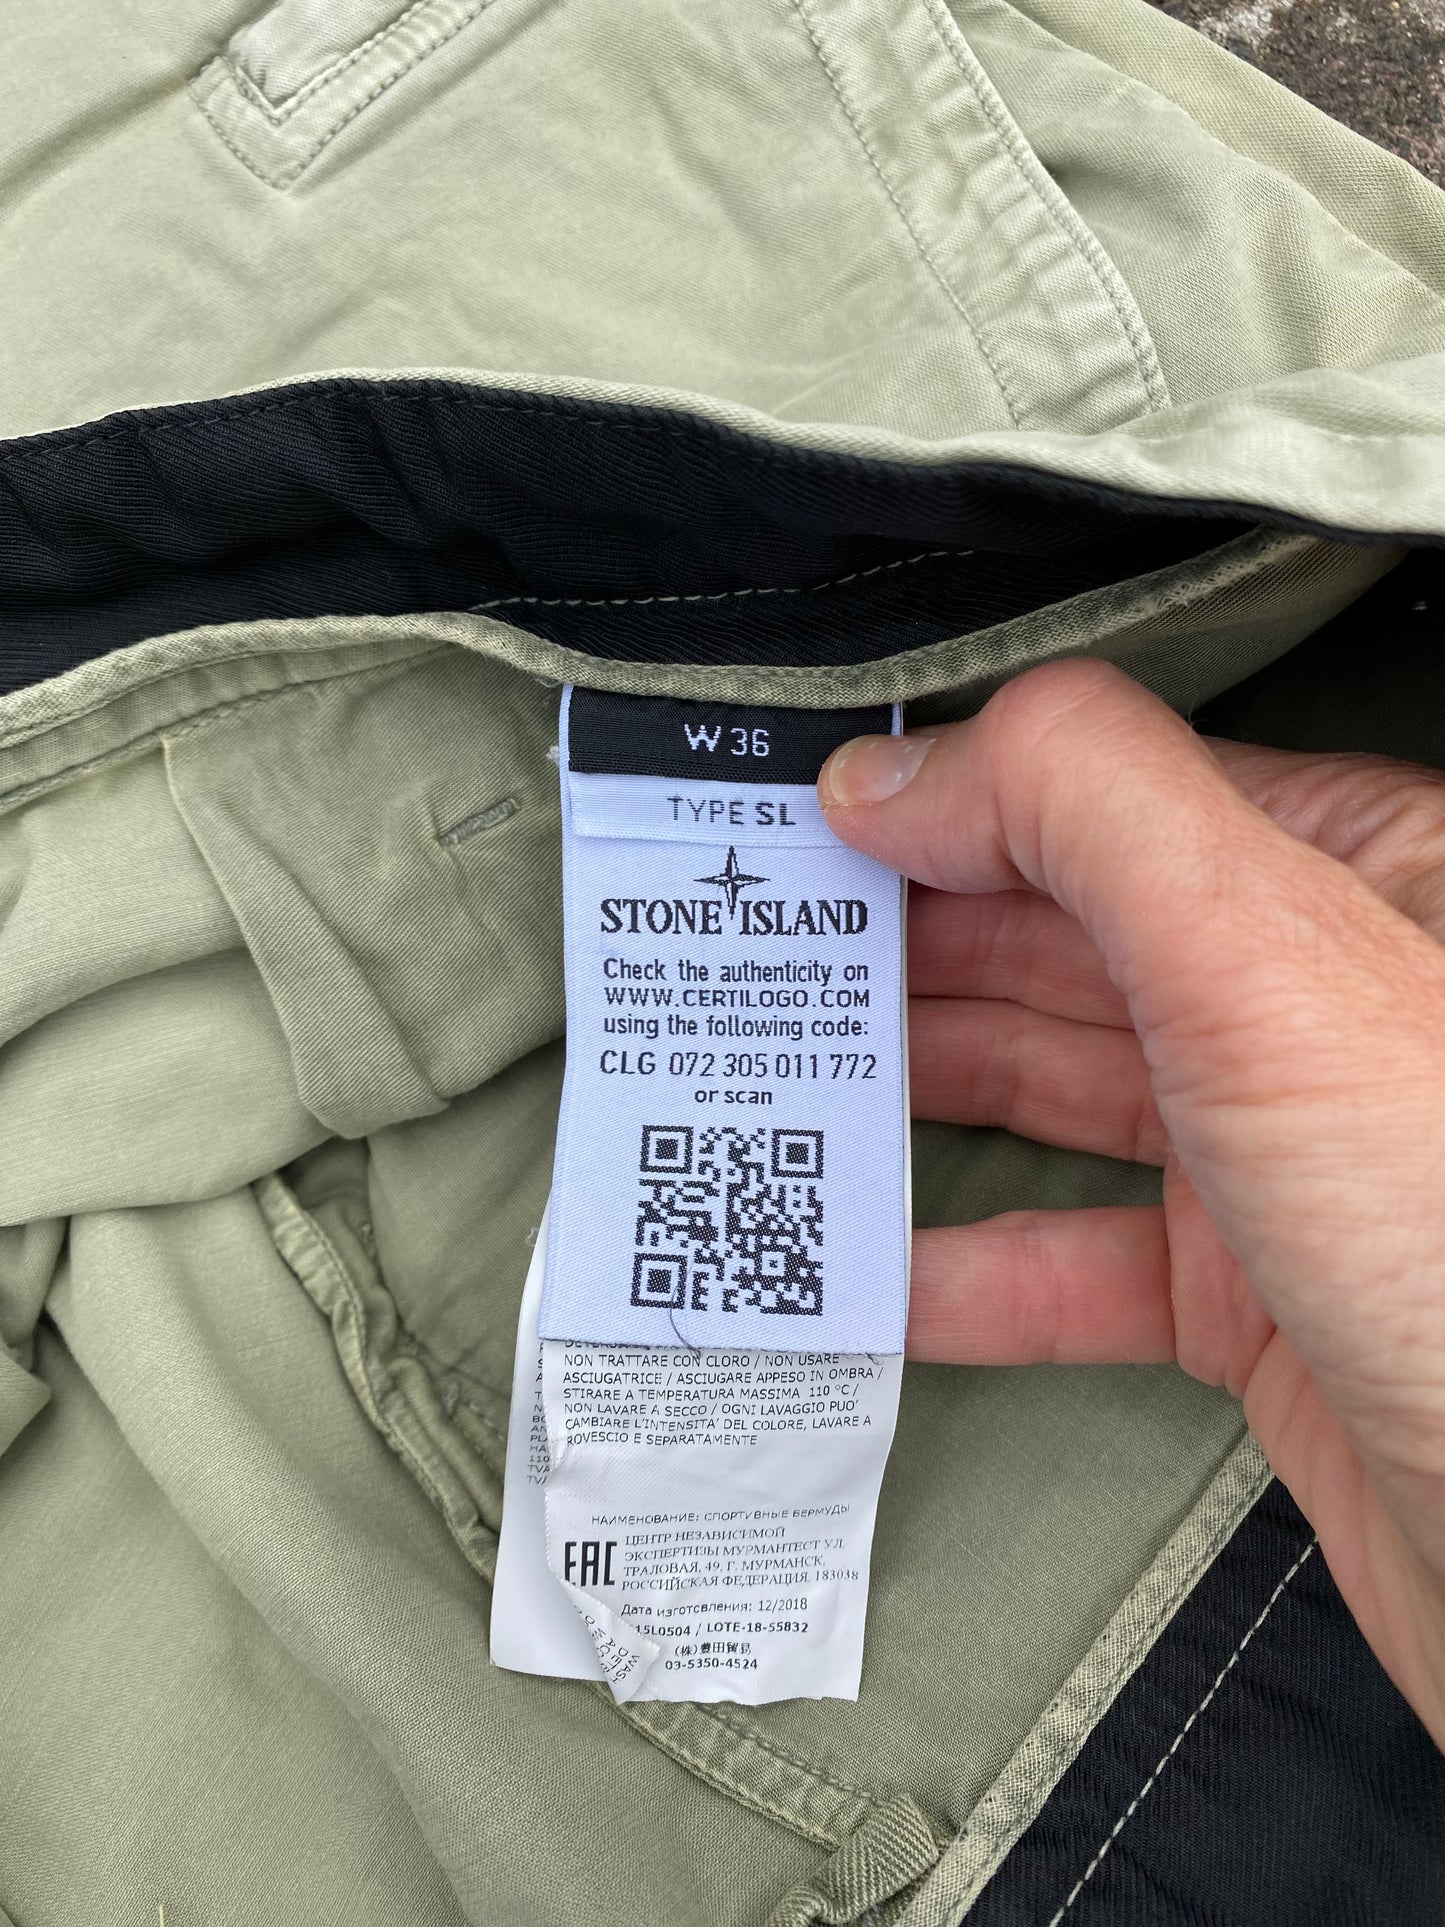 W 36
TYPE SL
STONE ISLAND
Check the authenticity on
WWW.CERTILOGO.COM
using the following code:
CLG 072 305 011 772
or scan
NON TRATTARE CON CLORO / NON USARE
ASCIUGATRICE / ASCIUGARE APPESO IN OMBRA /
STIRARE A TEMPERATURA MASSIMA 110 °C /
NON LAVARE A SECCO / OGNI LAVAGGIO PUO'
CAMBIARE L'INTENSITA' DEL COLORE, LAVARE A
ROVESCIO E SEPARATAMENTE
НАИМЕНОВАНИЕ: СПОРТИВНЫЕ БЕРМУДЫ
EAC
ЦЕНТР НЕЗАВИСИМОЙ
ЭКСПЕРТИЗЫ МУРМАНТЕСТ УЛ.
ТРАЛОВАЯ, 49, Г. МУРМАНСК,
РОССИЙСКАЯ ФЕДЕРАЦИЯ, 183038
Дата изготовления: 12/2018
15L0504 / LOTE-18-55832
(株)豊田貿易
03-5350-4524
WASH